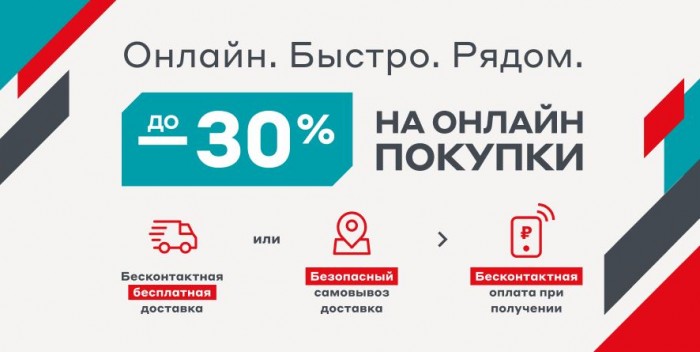 Онлайн. Быстро. Рядом.
до
–30%
НА ОНЛАЙН
ПОКУПКИ
или
>
₽
Бесконтактная
бесплатная
доставка
Безопасный
самовывоз
доставка
Бесконтактная
оплата при
получении